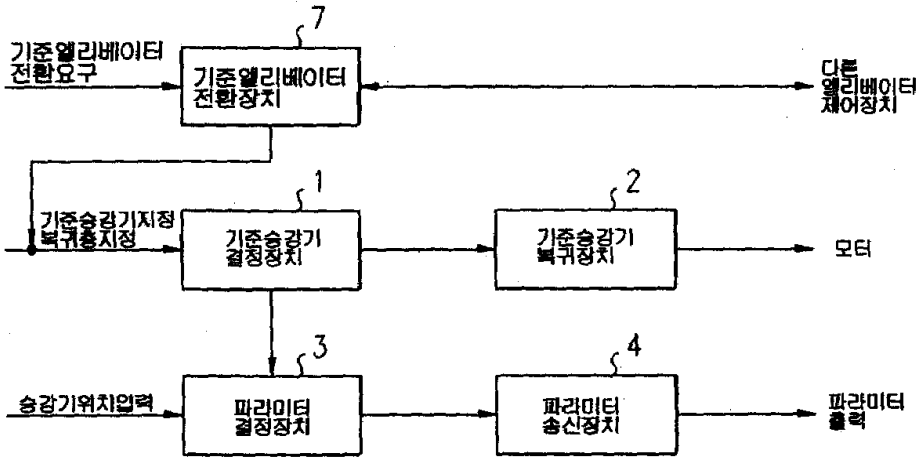 7
기준엘리베이터
전환요구
기준엘리베이터
전환장치
다른
엘리베이터
제어장치
1
2
기준승강기지정
복귀층지정
기준승강기
결정장치
기준승강기
복귀장치
모터
3
4
승강기위치입력
파라미터
결정장치
파라미터
송신장치
파라미터
출력